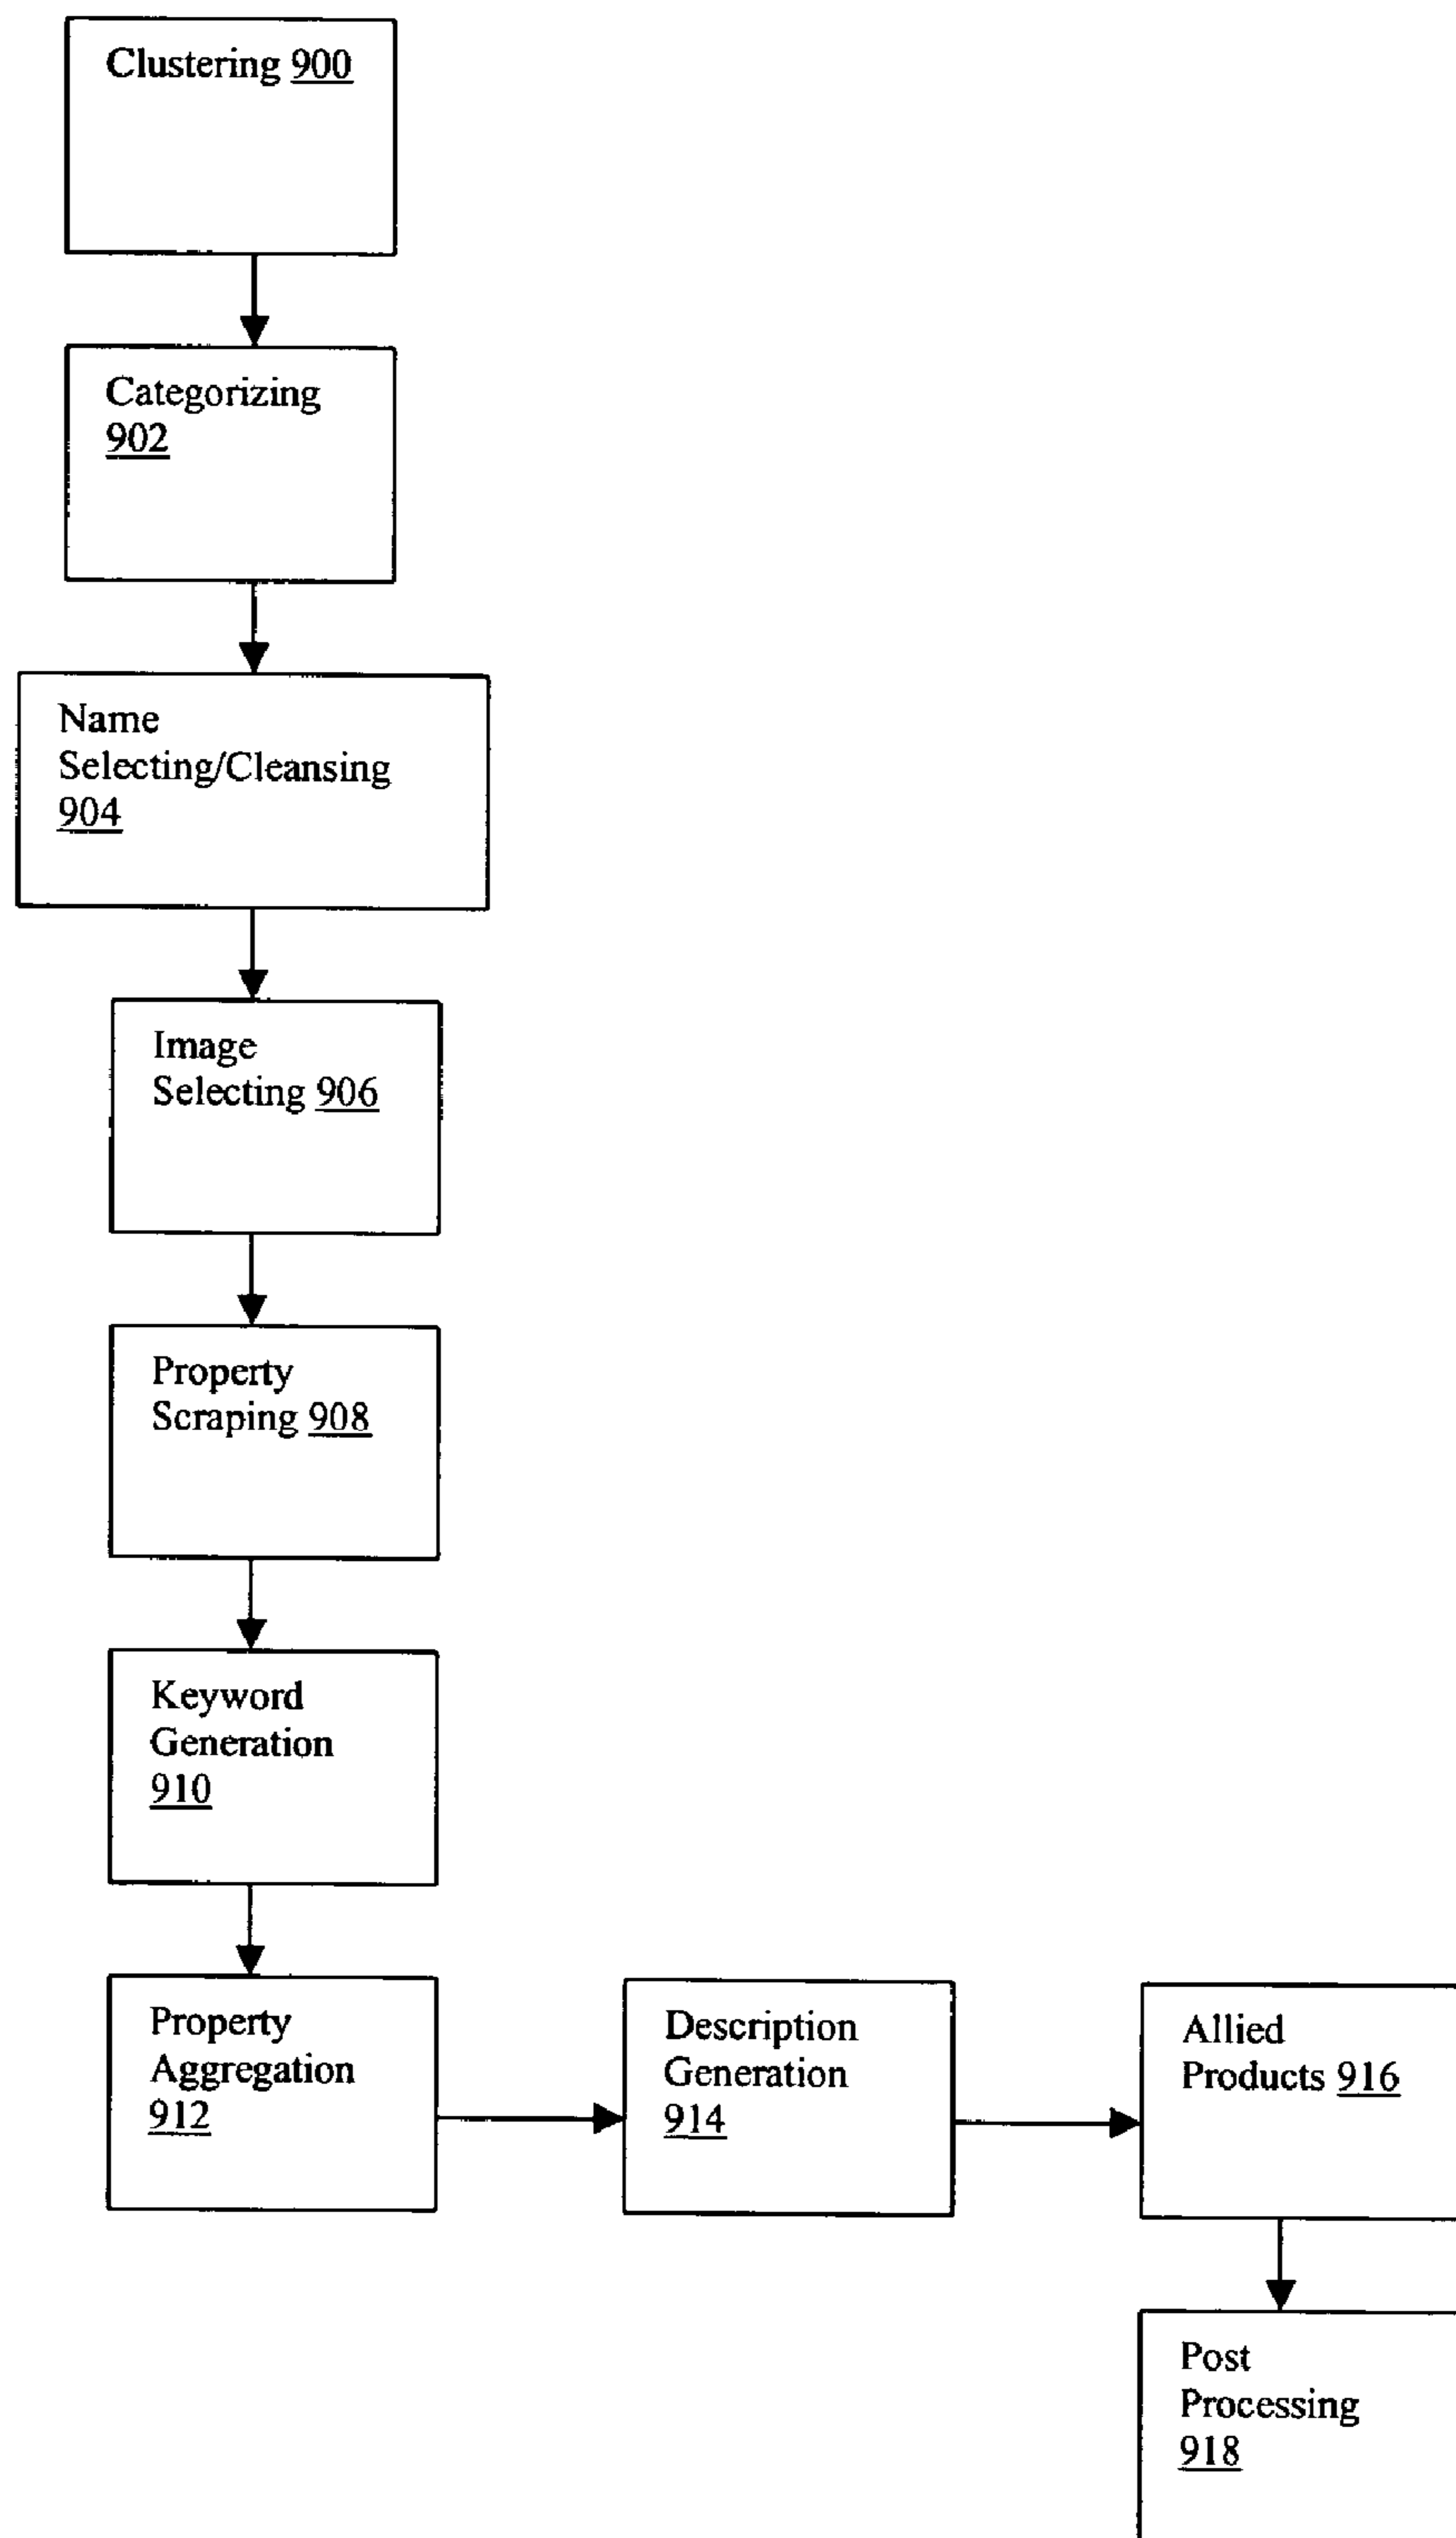 Clustering 900
Categorizing
902
Name
Selecting/Cleansing
904
Image
Selecting 906
Property
Scraping 908
Keyword
Generation
910
Property
Aggregation
912
Description
Generation
914
Allied
Products 916
Post
Processing
918